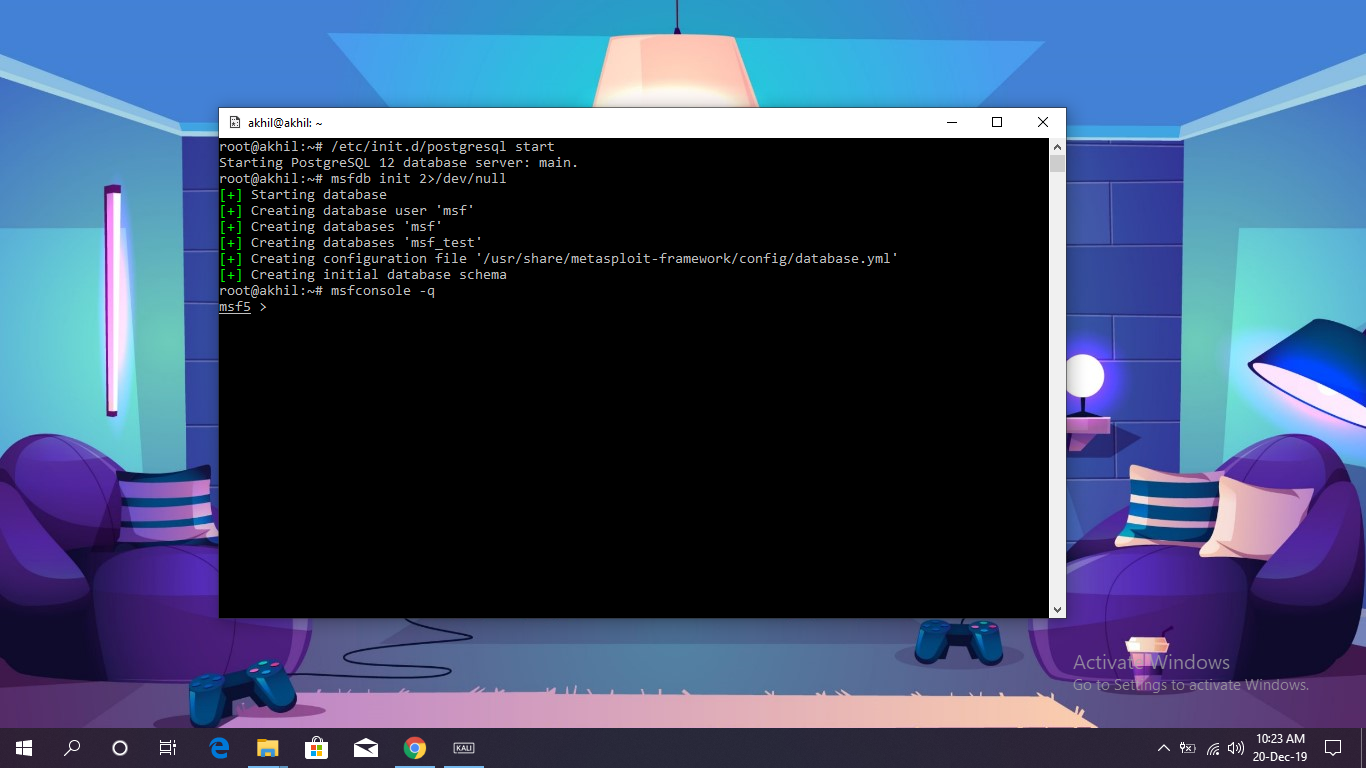 akhil@akhil: ~
root@akhil:~# /etc/init.d/postgresql start
Starting PostgreSQL 12 database server: main.
root@akhil:~# msfdb init 2>/dev/null
[+] Starting database
[+] Creating database user 'msf'
[+] Creating databases 'msf'
[+] Creating databases 'msf_test'
[+] Creating configuration file '/usr/share/metasploit-framework/config/database.yml'
[+] Creating initial database schema
root@akhil:~# msfconsole -q
msf5 >
Activate Windows
Go to Settings to activate Windows.
KALI
10:23 AM
20-Dec-19